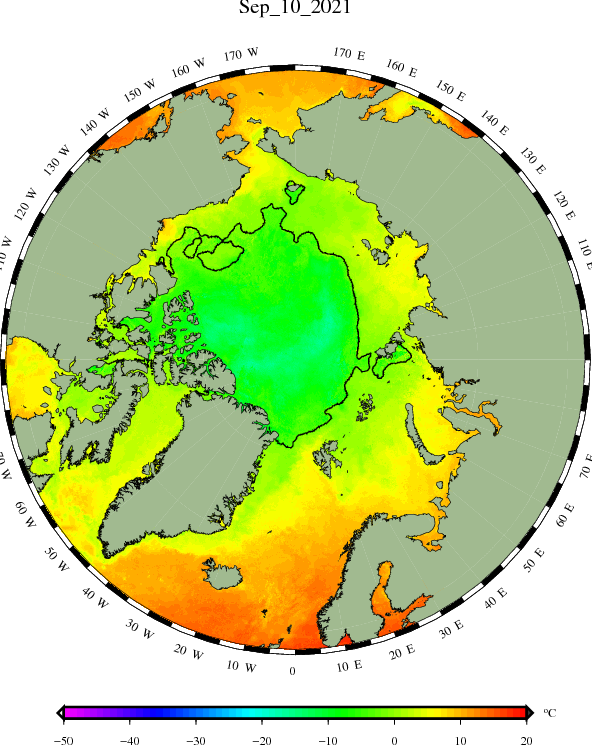 Sep_10_2021
170 W
170 E
160 W
160 E
150 W
150 E
140 W
140 E
130 W
130 E
120 W
120 E
110 E
60 W
70 E
60 E
50 W
50 E
40 W
40 E
30 W
30 E
20 W
20 E
10 W
10 E
0
°C
−50 −40 −30 −20 −10 0 10 20